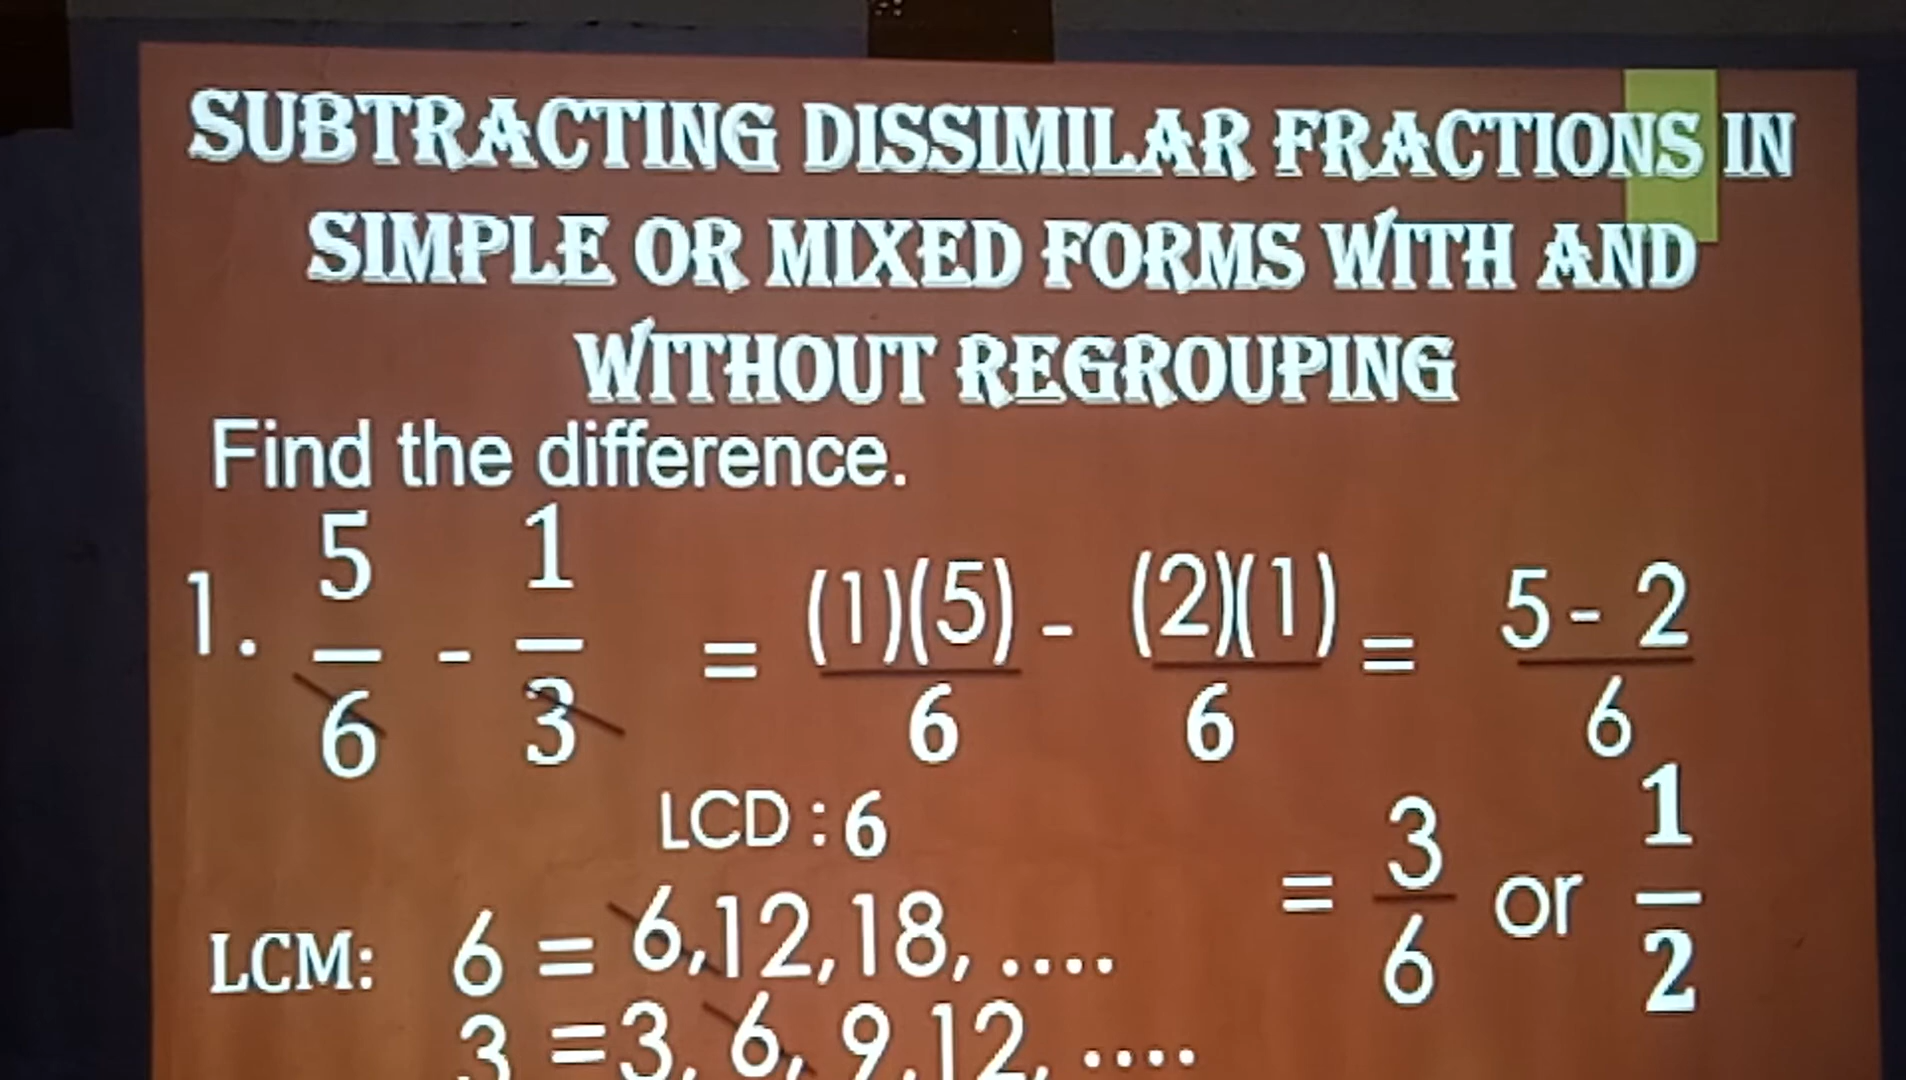 SUBTRACTING DISSIMILAR FRACTIONS IN
SIMPLE OR MIXED FORMS WITH AND
WITHOUT REGROUPING
Find the difference.
1. 5/6 - 1/3 = (1)(5)/6 - (2)(1)/6 = 5 - 2/6
LCD : 6
= 3/6 or 1/2
LCM: 6 = 6,12,18, ....
3 =3, 6, 9,12, ....